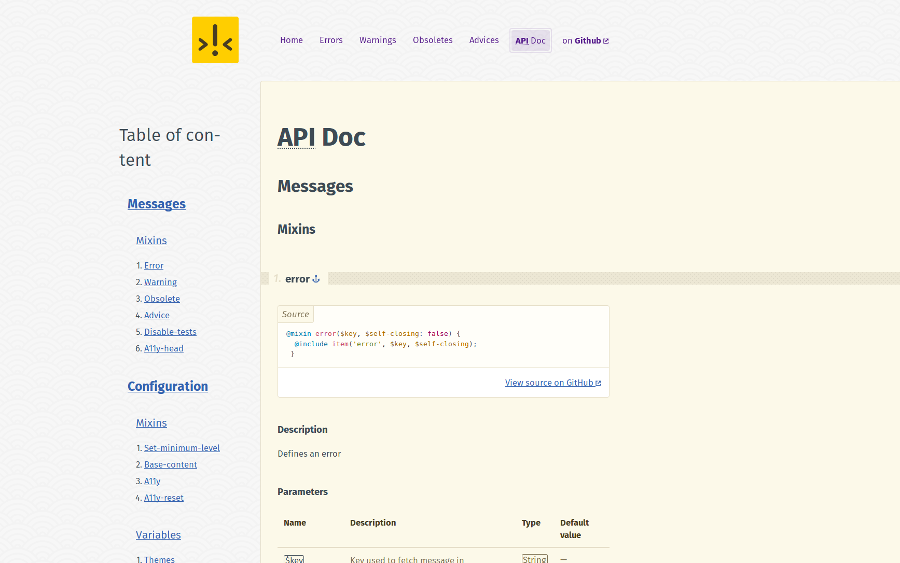 Home Errors Warnings Obsoletes Advices API Doc on Github
Table of con-
tent
Messages
Mixins
1. Error
2. Warning
3. Obsolete
4. Advice
5. Disable-tests
6. A11y-head
Configuration
Mixins
1. Set-minimum-level
2. Base-content
3. A11y
4. A11y-reset
Variables
1. Themes
API Doc
Messages
Mixins
1. error
Source
@mixin error($key, $self-closing: false) {
@include item('error', $key, $self-closing);
}
View source on GitHub
Description
Defines an error
Parameters
Name Description Type Default
value
$key Key used to fetch message in String —